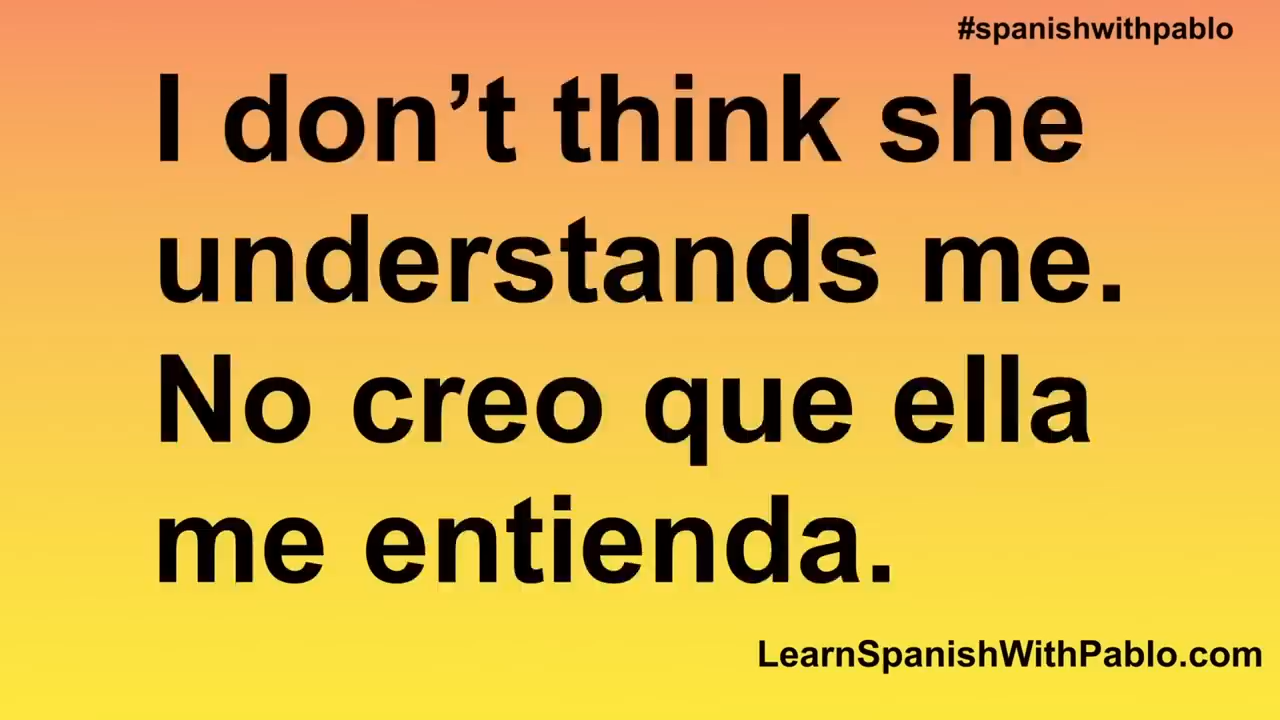 #spanishwithpablo
I don’t think she
understands me.
No creo que ella
me entienda.
LearnSpanishWithPablo.com